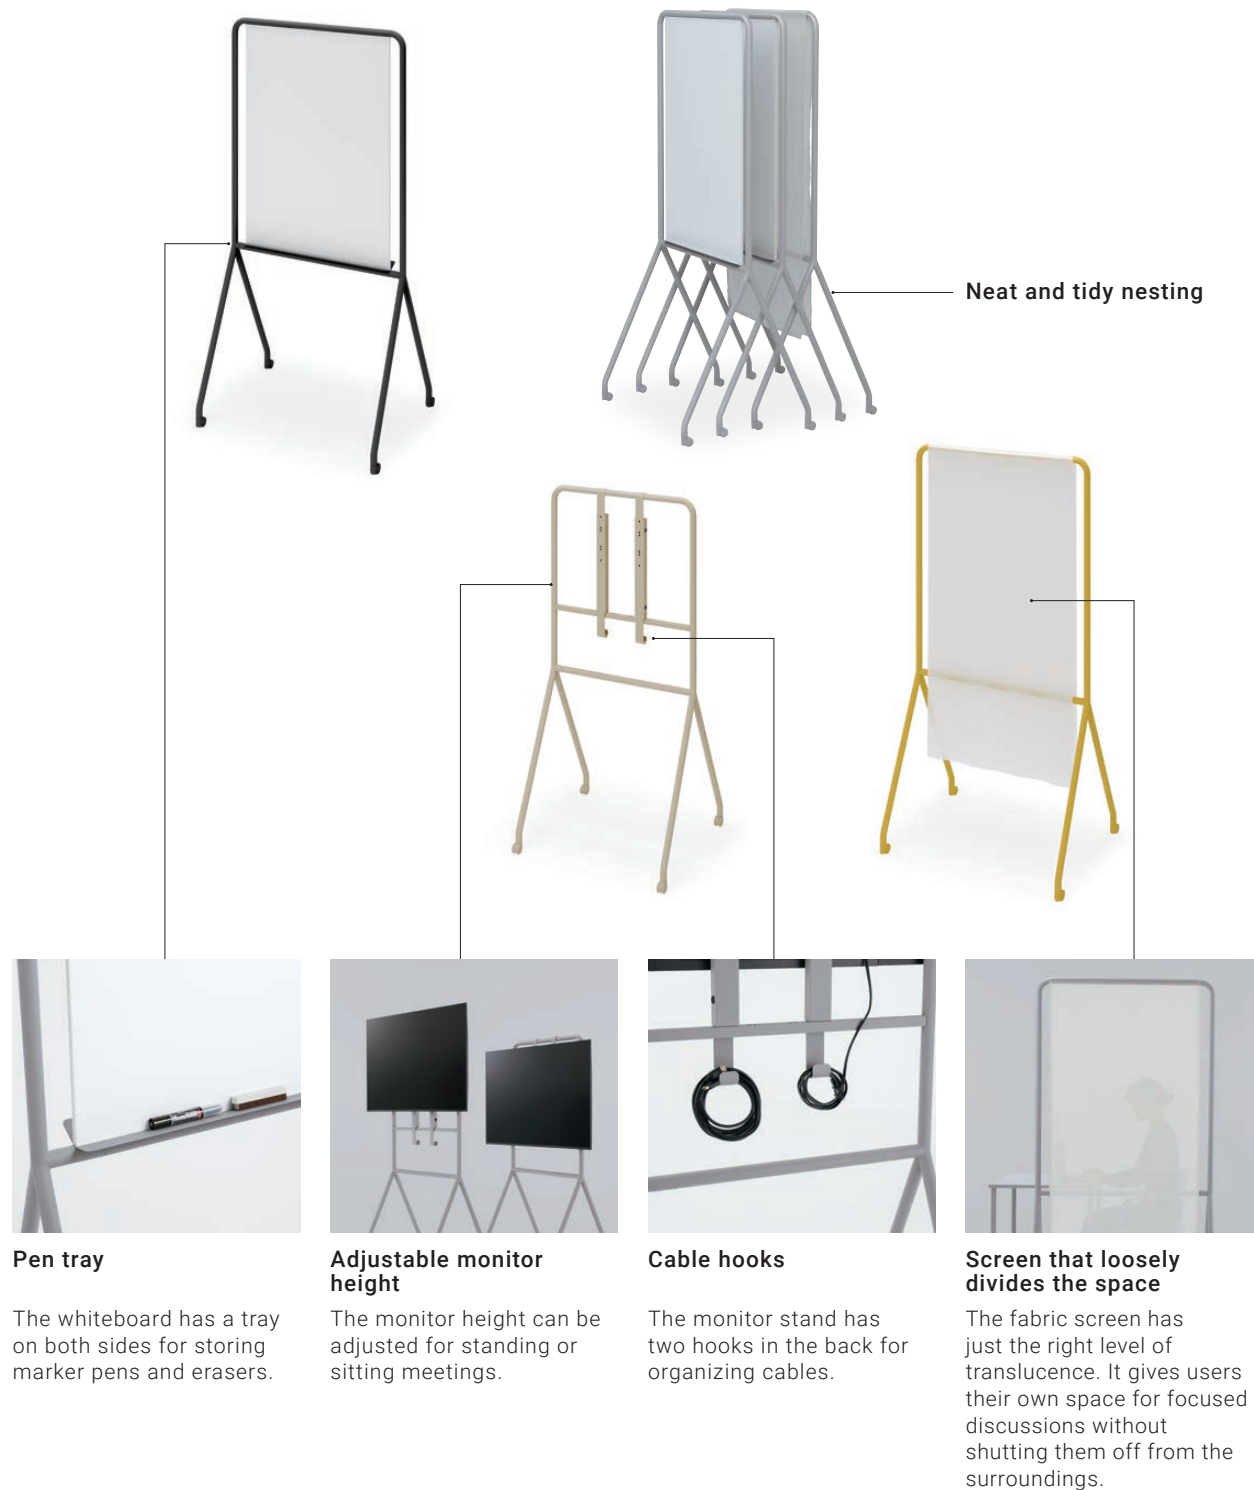 Neat and tidy nesting
Pen tray
The whiteboard has a tray
on both sides for storing
marker pens and erasers.
Adjustable monitor
height
The monitor height can be
adjusted for standing or
sitting meetings.
Cable hooks
The monitor stand has
two hooks in the back for
organizing cables.
Screen that loosely
divides the space
The fabric screen has
just the right level of
translucence. It gives users
their own space for focused
discussions without
shutting them off from the
surroundings.